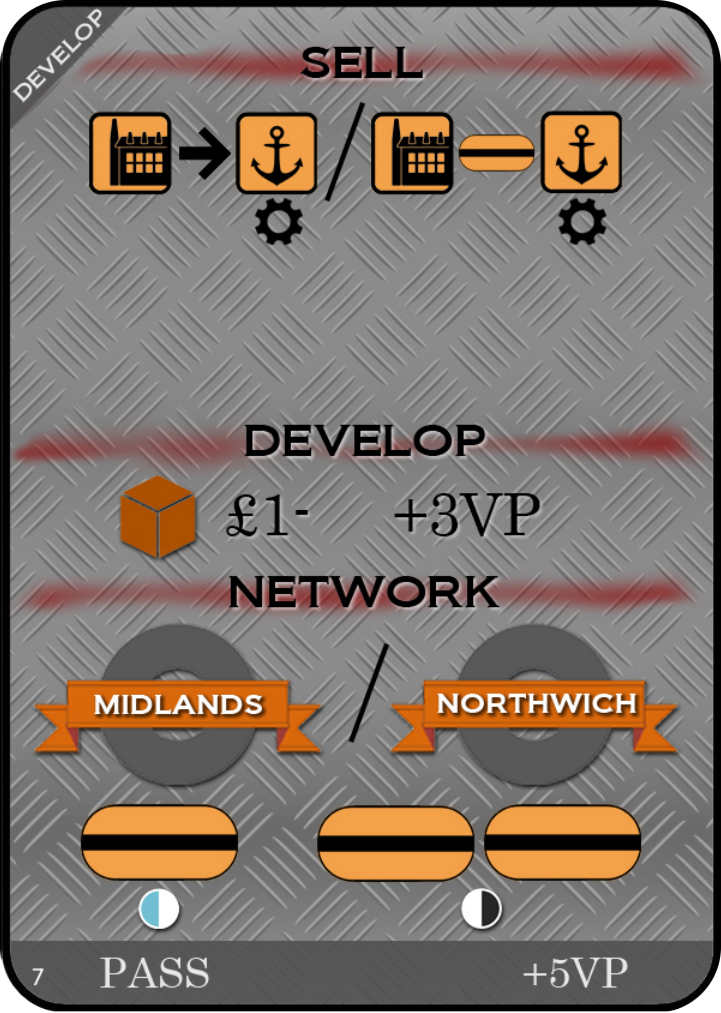 DEVELOP
SELL
/
DEVELOP
£1- +3VP
NETWORK
MIDLANDS / NORTHWICH
7 PASS +5VP